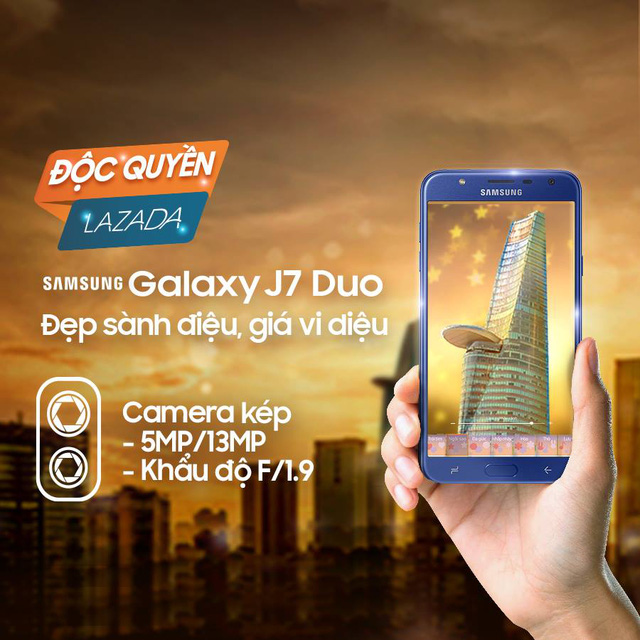 ĐỘC QUYỀN
LAZADA
SAMSUNG Galaxy J7 Duo
Đẹp sành điệu, giá vi diệu
Camera kép
- 5MP/13MP
- Khẩu độ F/1.9
SAMSUNG